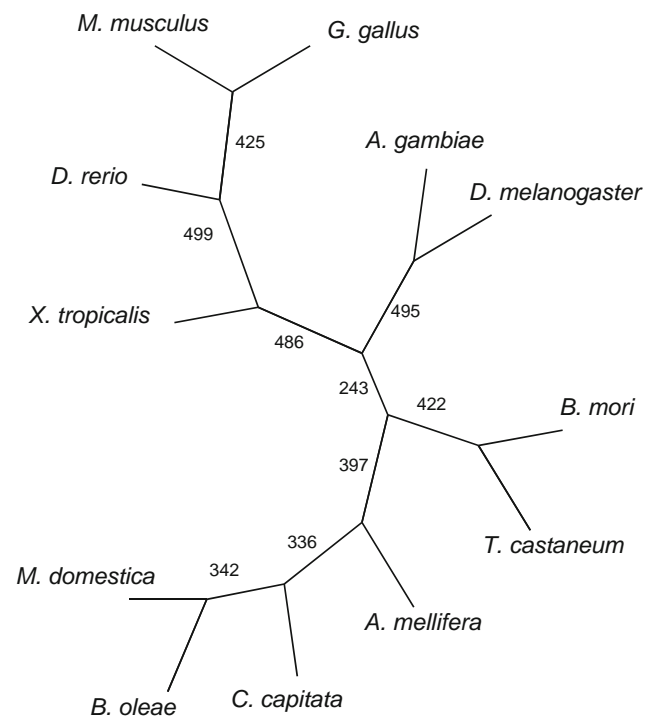 M. musculus
G. gallus
425
A. gambiae
D. rerio
D. melanogaster
499
X. tropicalis
495
486
243
422
B. mori
397
T. castaneum
336
M. domestica
342
A. mellifera
B. oleae
C. capitata